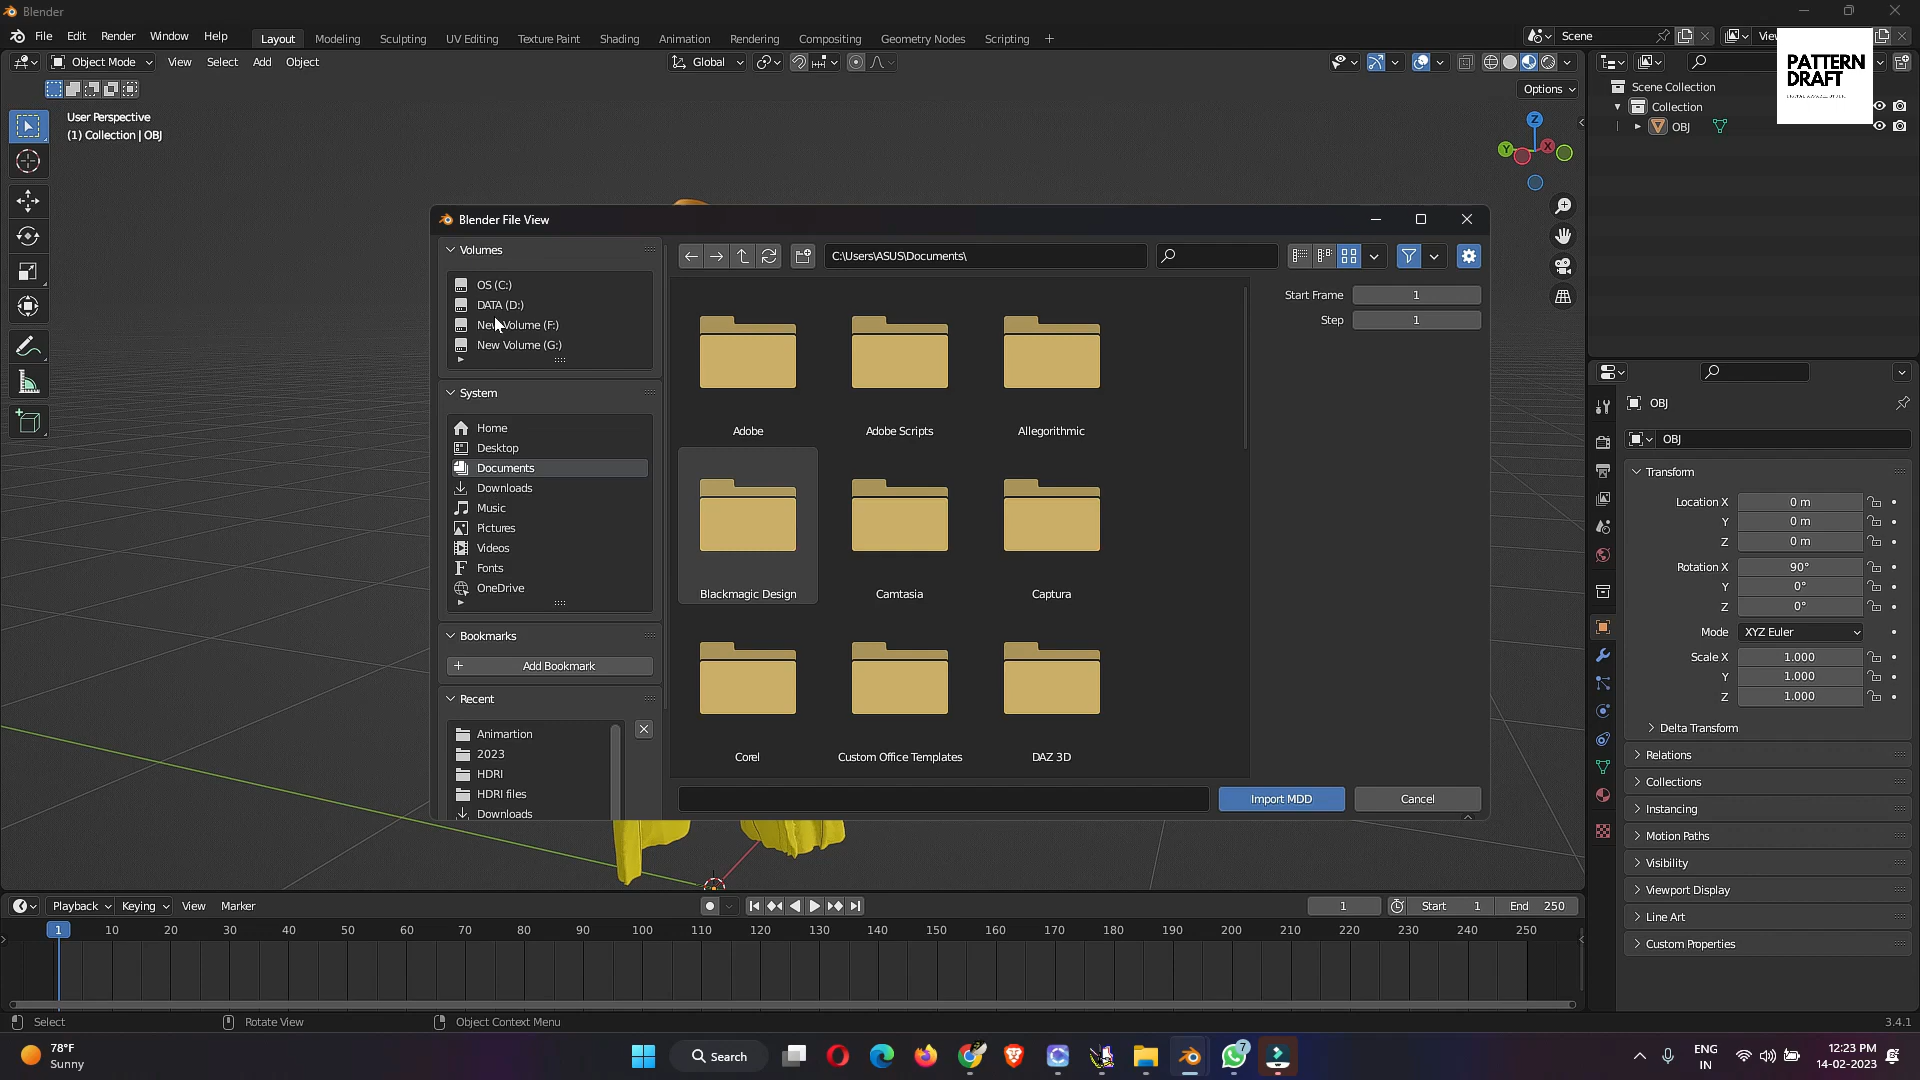 Blender
File Edit Render Window Help Layout Modeling Sculpting UV Editing Texture Paint Shading Animation Rendering Compositing Geometry Nodes Scripting + Scene
Object Mode View Select Add Object Global
Options
PATTERN
DRAFT
User Perspective
(1) Collection | OBJ
Z
Y
X
Scene Collection
Collection
OBJ
Blender File View
Volumes
OS (C:)
DATA (D:)
New Volume (F:)
New Volume (G:)
System
Home
Desktop
Documents
Downloads
Music
Pictures
Videos
Fonts
OneDrive
Bookmarks
Add Bookmark
Recent
Animartion
2023
HDRI
HDRI files
Downloads
C:\Users\ASUS\Documents\
Adobe
Adobe Scripts
Allegorithmic
Blackmagic Design
Camtasia
Captura
Corel
Custom Office Templates
DAZ 3D
Start Frame 1
Step 1
Import MDD
Cancel
OBJ
OBJ
Transform
Location X 0 m
Y 0 m
Z 0 m
Rotation X 90°
Y 0°
Z 0°
Mode XYZ Euler
Scale X 1.000
Y 1.000
Z 1.000
Delta Transform
Relations
Collections
Instancing
Motion Paths
Visibility
Viewport Display
Line Art
Custom Properties
Playback Keying View Marker
1 Start 1 End 250
1 10 20 30 40 50 60 70 80 90 100 110 120 130 140 150 160 170 180 190 200 210 220 230 240 250
Select Rotate View Object Context Menu 3.4.1
78°F
Sunny
Search
7
ENG
IN
12:23 PM
14-02-2023